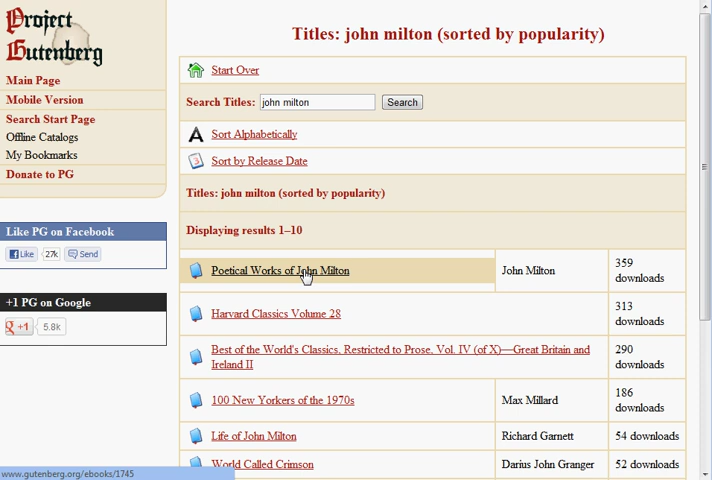 Project
Gutenberg
Main Page
Mobile Version
Search Start Page
Offline Catalogs
My Bookmarks
Donate to PG
Like PG on Facebook
Like 27k Send
+1 PG on Google
+1 5.8k
Titles: john milton (sorted by popularity)
Start Over
Search Titles: john milton Search
Sort Alphabetically
Sort by Release Date
Titles: john milton (sorted by popularity)
Displaying results 1–10
Poetical Works of John Milton John Milton 359
downloads
Harvard Classics Volume 28 313
downloads
Best of the World's Classics, Restricted to Prose, Vol. IV (of X)—Great Britain and 290
Ireland II downloads
100 New Yorkers of the 1970s Max Millard 186
downloads
Life of John Milton Richard Garnett 54 downloads
World Called Crimson Darius John Granger 52 downloads
www.gutenberg.org/ebooks/1745